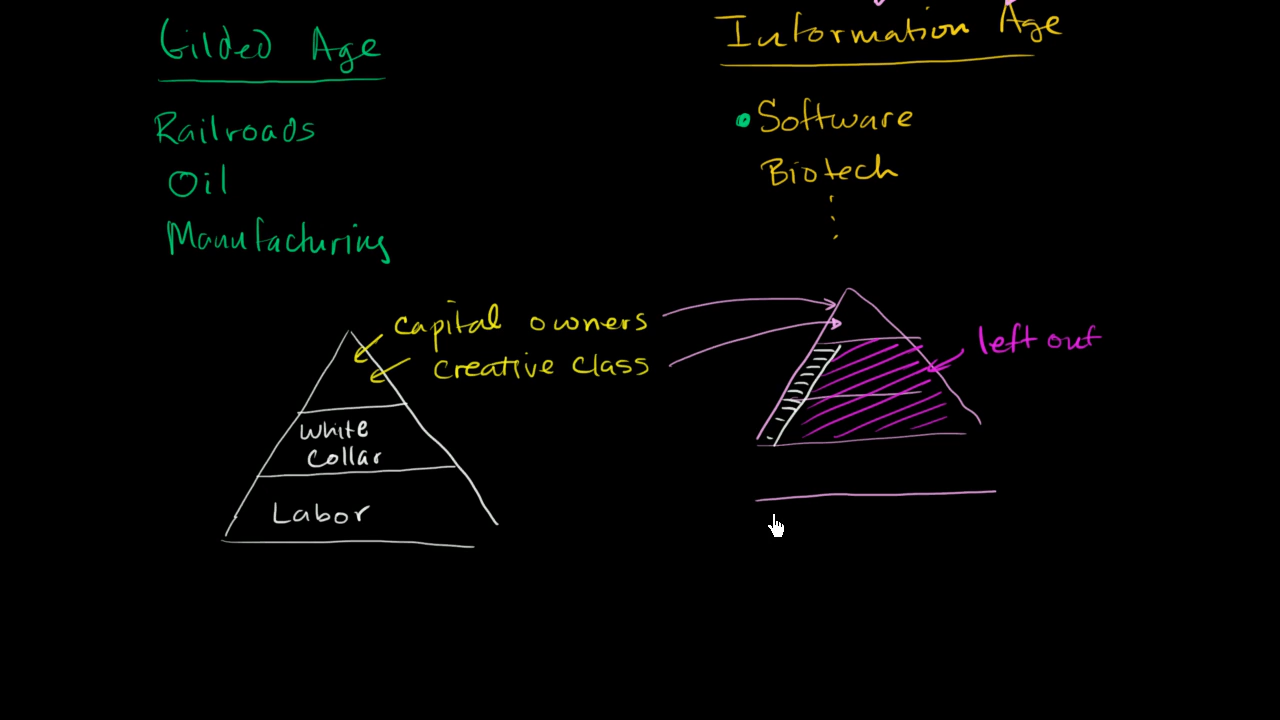 Gilded Age
Railroads
Oil
Manufacturing
Information Age
Software
Biotech
capital owners
creative class
White
Collar
Labor
left out